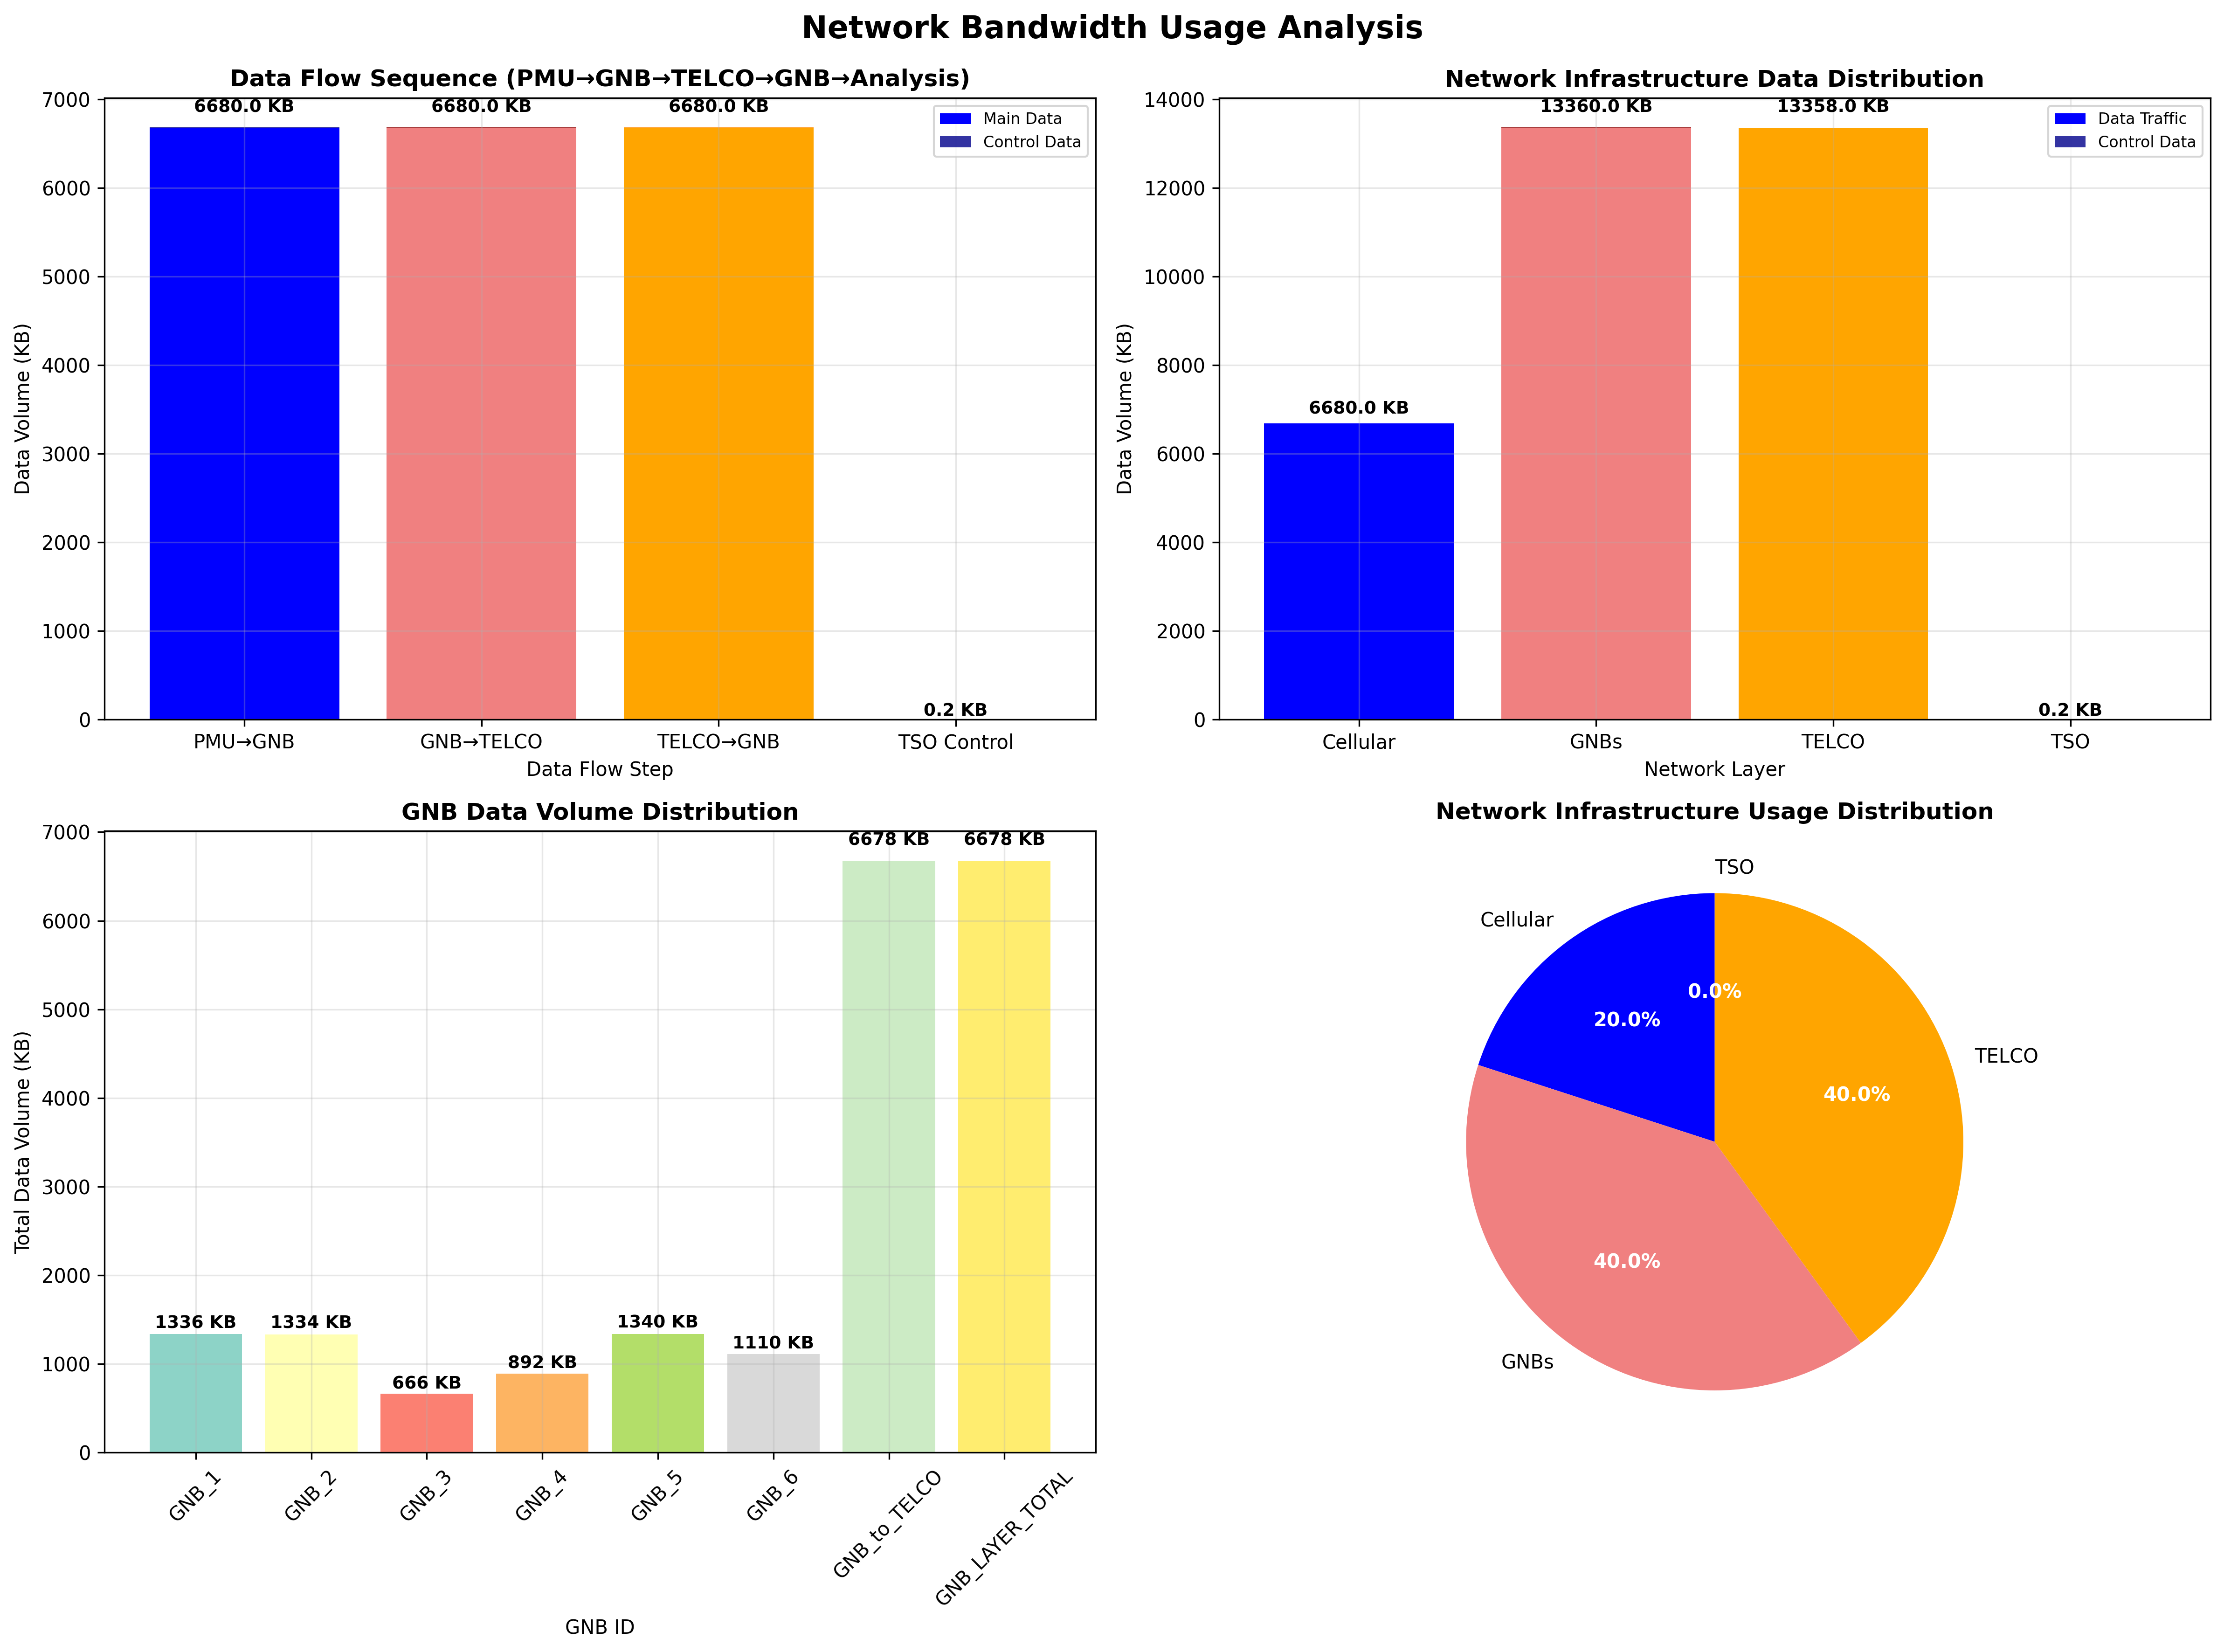 Network Bandwidth Usage Analysis
Data Flow Sequence (PMU→GNB→TELCO→GNB→Analysis)
7000
6000
5000
4000
3000
2000
1000
0
Data Volume (KB)
6680.0 KB
6680.0 KB
6680.0 KB
0.2 KB
Main Data
Control Data
PMU→GNB
GNB→TELCO
TELCO→GNB
TSO Control
Data Flow Step
Network Infrastructure Data Distribution
14000
12000
10000
8000
6000
4000
2000
0
Data Volume (KB)
6680.0 KB
13360.0 KB
13358.0 KB
0.2 KB
Data Traffic
Control Data
Cellular
GNBs
TELCO
TSO
Network Layer
GNB Data Volume Distribution
7000
6000
5000
4000
3000
2000
1000
0
Total Data Volume (KB)
1336 KB
1334 KB
666 KB
892 KB
1340 KB
1110 KB
6678 KB
6678 KB
GNB_1
GNB_2
GNB_3
GNB_4
GNB_5
GNB_6
GNB_to_TELCO
GNB_LAYER_TOTAL
GNB ID
Network Infrastructure Usage Distribution
TSO
Cellular
0.0%
20.0%
TELCO
40.0%
40.0%
GNBs